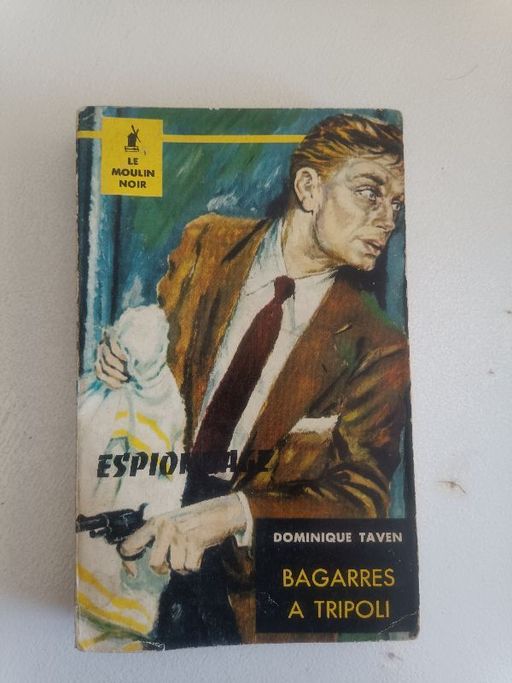 LE
MOULIN
NOIR
ESPIONNAGE
DOMINIQUE TAVEN
BAGARRES
A TRIPOLI